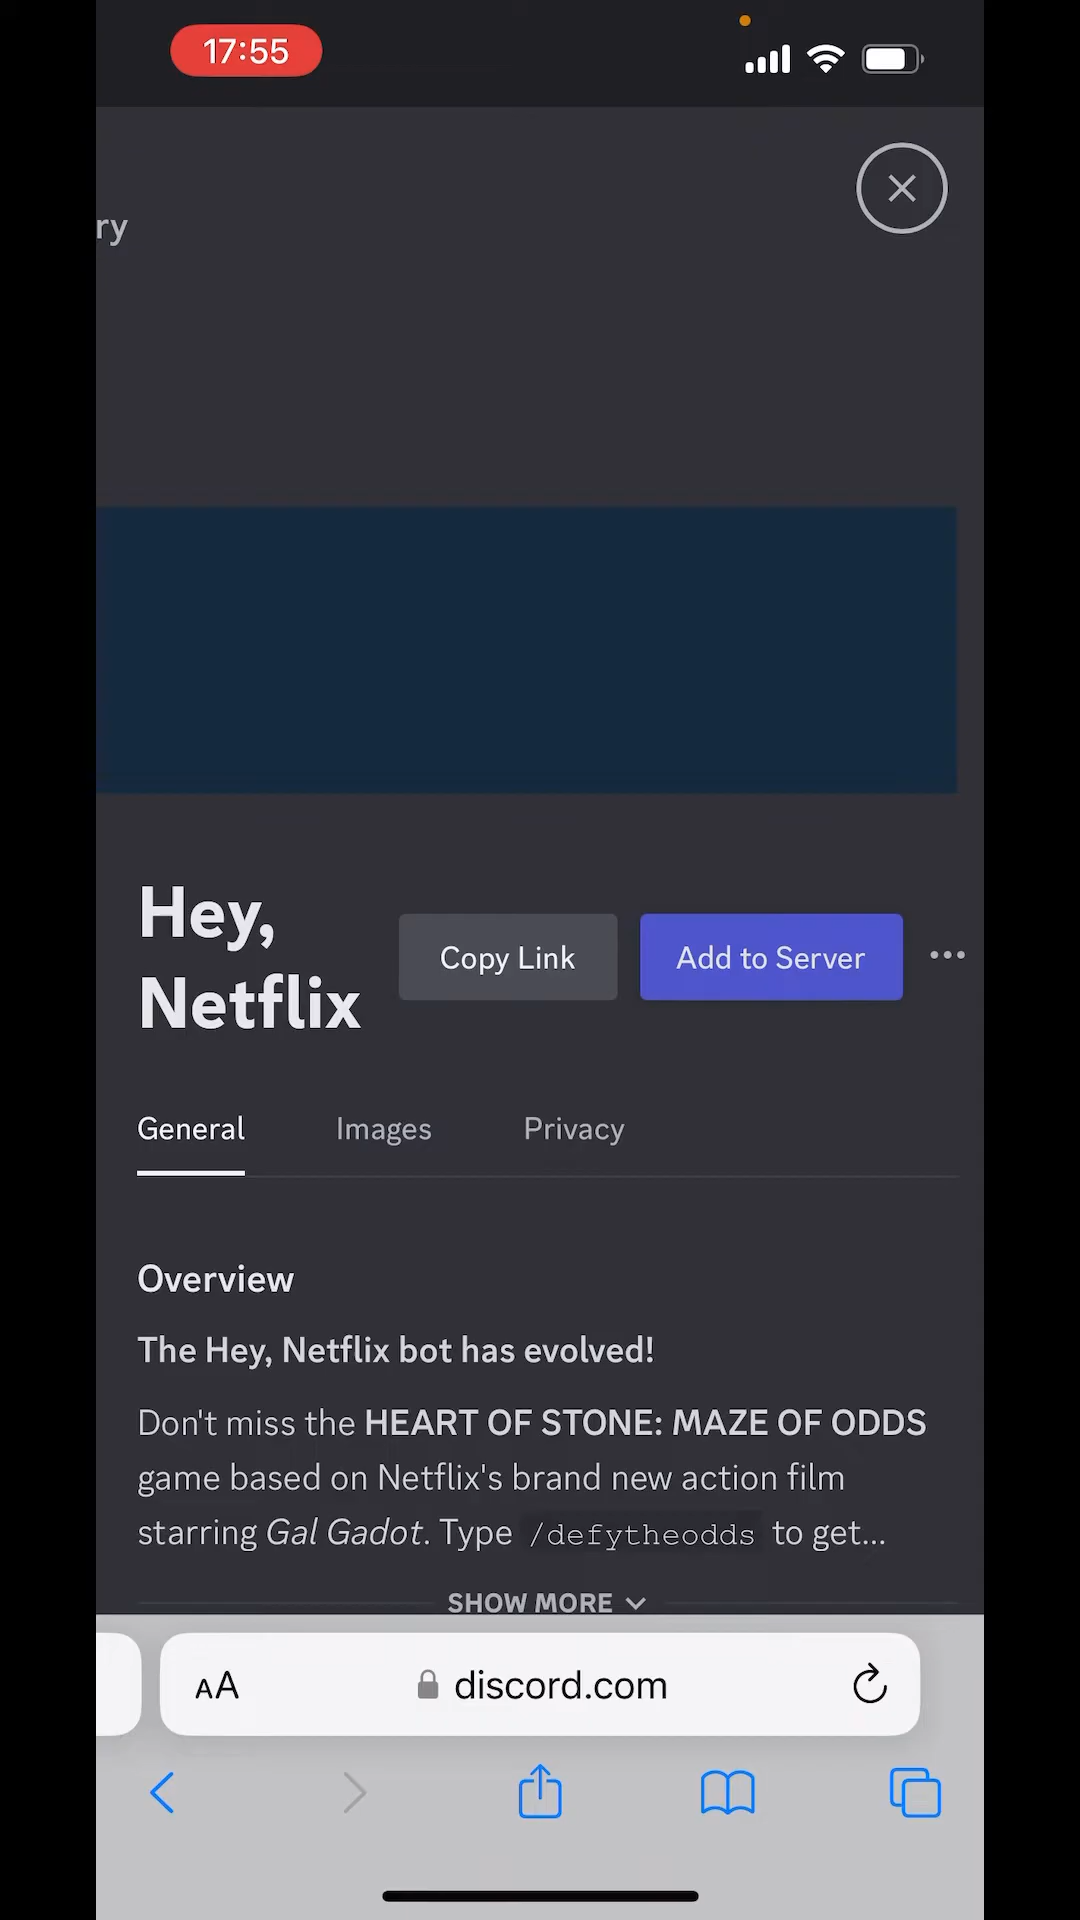 17:55
ry
Hey,
Netflix
Copy Link
Add to Server
General
Images
Privacy
Overview
The Hey, Netflix bot has evolved!
Don't miss the HEART OF STONE: MAZE OF ODDS
game based on Netflix's brand new action film
starring Gal Gadot. Type /defytheodds to get...
SHOW MORE
AA
discord.com